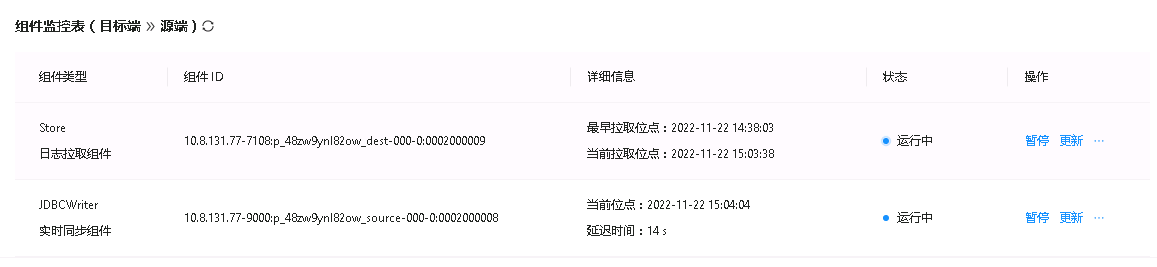 组件监控表（目标端 » 源端）
组件类型 组件 ID 详细信息 状态 操作
Store
日志拉取组件
10.8.131.77-7108:p_48zw9ynl82ow_dest-000-0:0002000009
最早拉取位点：2022-11-22 14:38:03
当前拉取位点：2022-11-22 15:03:38
运行中
暂停 更新 ···
JDBCWriter
实时同步组件
10.8.131.77-9000:p_48zw9ynl82ow_source-000-0:0002000008
当前位点：2022-11-22 15:04:04
延迟时间：14 s
运行中
暂停 更新 ···